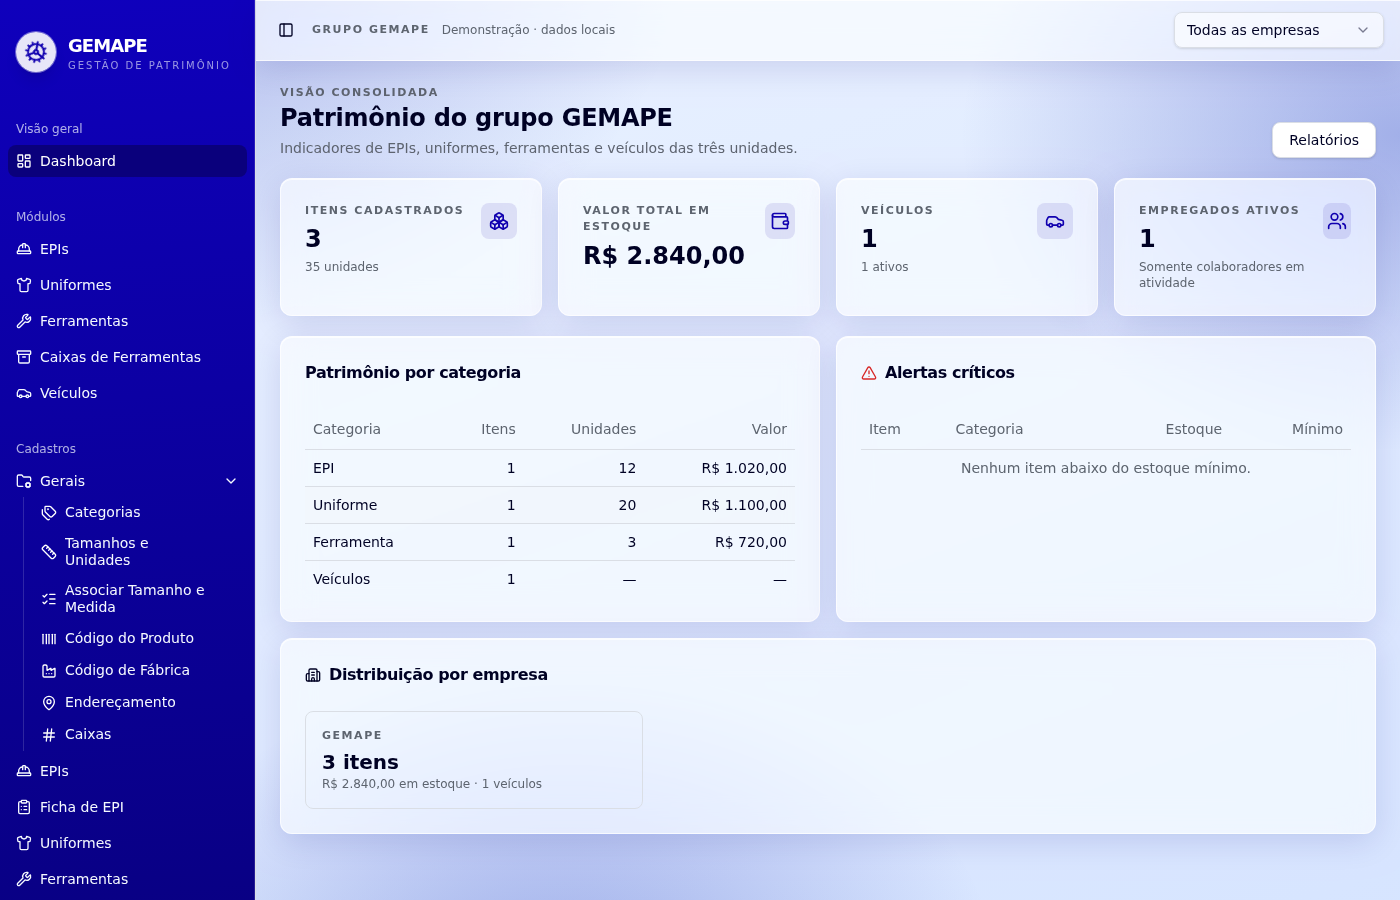 GEMAPE
GESTÃO DE PATRIMÔNIO
Visão geral
Dashboard
Módulos
EPIs
Uniformes
Ferramentas
Caixas de Ferramentas
Veículos
Cadastros
Gerais
Categorias
Tamanhos e
Unidades
Associar Tamanho e
Medida
Código do Produto
Código de Fábrica
Endereçamento
Caixas
EPIs
Ficha de EPI
Uniformes
Ferramentas
GRUPO GEMAPE Demonstração · dados locais
Todas as empresas
VISÃO CONSOLIDADA
Patrimônio do grupo GEMAPE
Indicadores de EPIs, uniformes, ferramentas e veículos das três unidades.
Relatórios
ITENS CADASTRADOS
3
35 unidades
VALOR TOTAL EM
ESTOQUE
R$ 2.840,00
VEÍCULOS
1
1 ativos
EMPREGADOS ATIVOS
1
Somente colaboradores em
atividade
Patrimônio por categoria
Categoria Itens Unidades Valor
EPI 1 12 R$ 1.020,00
Uniforme 1 20 R$ 1.100,00
Ferramenta 1 3 R$ 720,00
Veículos 1 — —
Alertas críticos
Item Categoria Estoque Mínimo
Nenhum item abaixo do estoque mínimo.
Distribuição por empresa
GEMAPE
3 itens
R$ 2.840,00 em estoque · 1 veículos